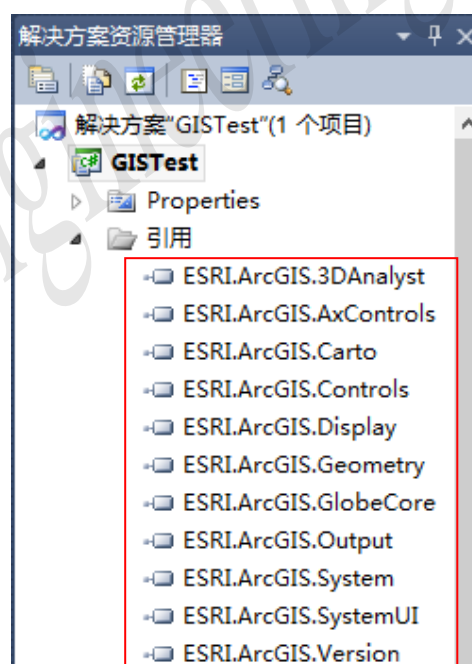 解决方案资源管理器
解决方案"GISTest"(1 个项目)
GISTest
Properties
引用
ESRI.ArcGIS.3DAnalyst
ESRI.ArcGIS.AxControls
ESRI.ArcGIS.Carto
ESRI.ArcGIS.Controls
ESRI.ArcGIS.Display
ESRI.ArcGIS.Geometry
ESRI.ArcGIS.GlobeCore
ESRI.ArcGIS.Output
ESRI.ArcGIS.System
ESRI.ArcGIS.SystemUI
ESRI.ArcGIS.Version